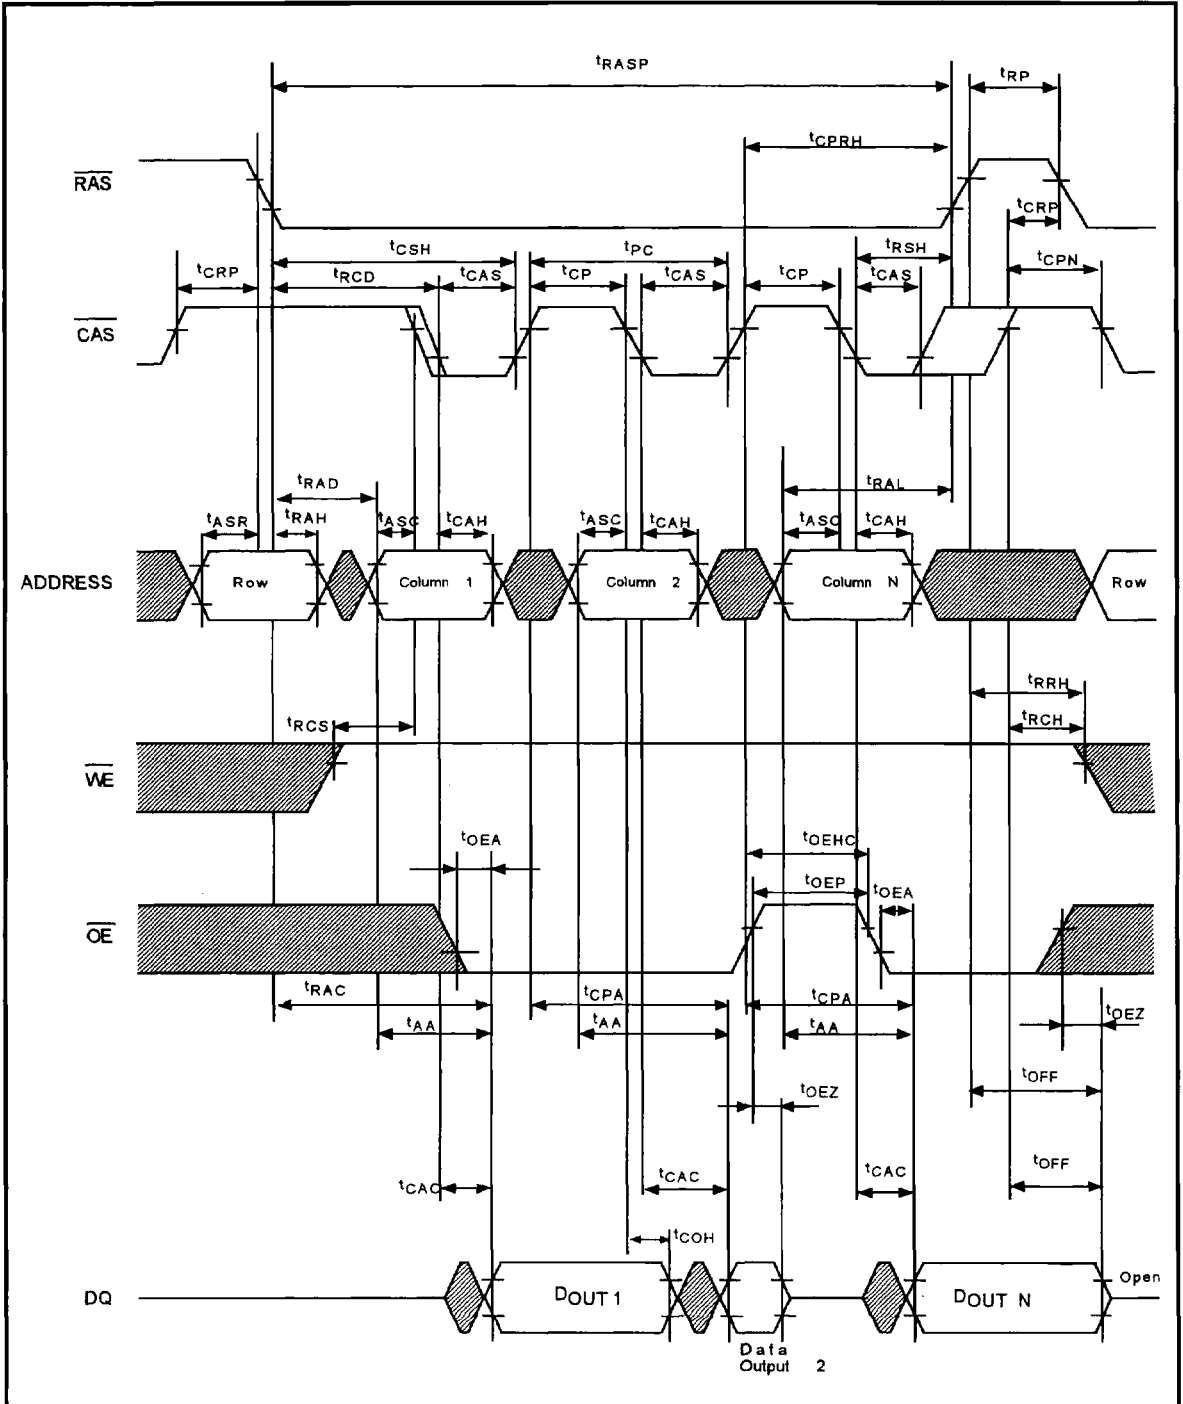 tRASP
tRP
tCPRH
RAS
tCRP
tCSH
tPC
tRSH
tCRP
tRCD
tCAS
tCP
tCAS
tCP
tCAS
tCPN
CAS
tRAD
tRAL
tASR
tRAH
tASC
tCAH
tASC
tCAH
tASC
tCAH
ADDRESS
Row
Column 1
Column 2
Column N
Row
tRRH
tRCS
tRCH
WE
tOEA
tOEHC
tOEP
tOEA
OE
tRAC
tCPA
tCPA
tAA
tAA
tAA
tOEZ
tOFF
tOEZ
tCAC
tCAC
tCAC
tOFF
tCOH
DQ
DOUT 1
DOUT N
Open
Data
Output 2